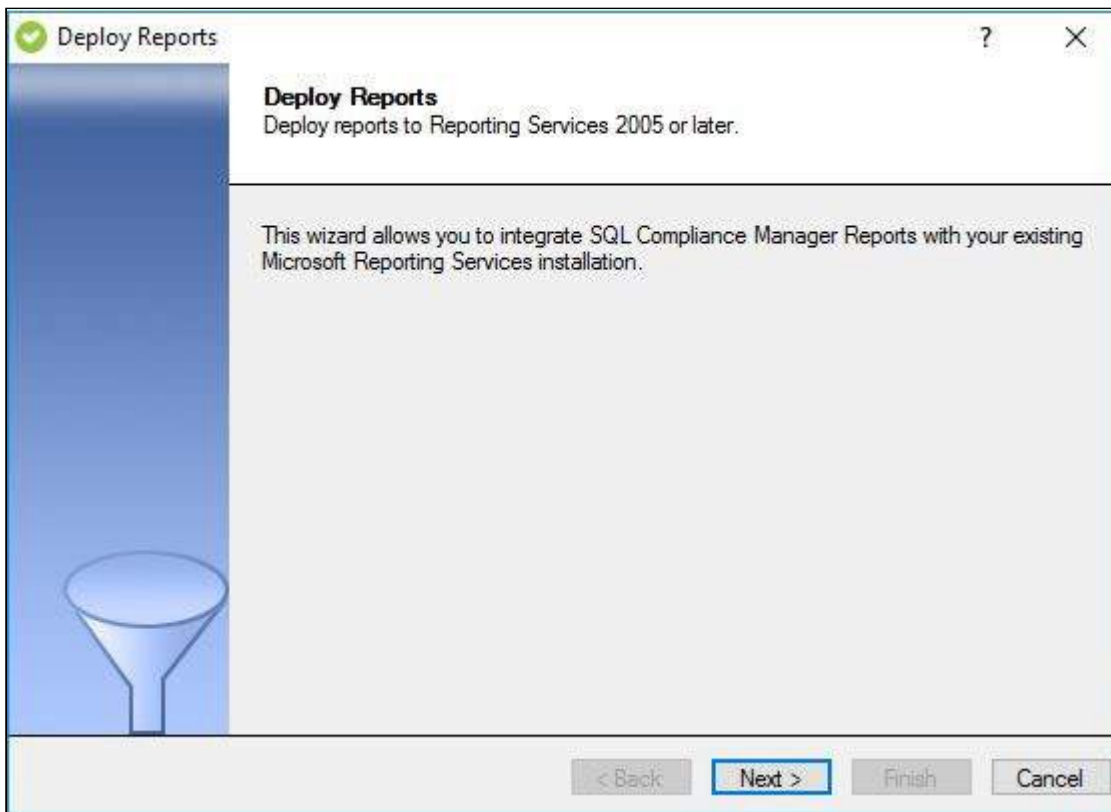 Deploy Reports
?
Deploy Reports
Deploy reports to Reporting Services 2005 or later.
This wizard allows you to integrate SQL Compliance Manager Reports with your existing
Microsoft Reporting Services installation.
< Back Next > Finish Cancel